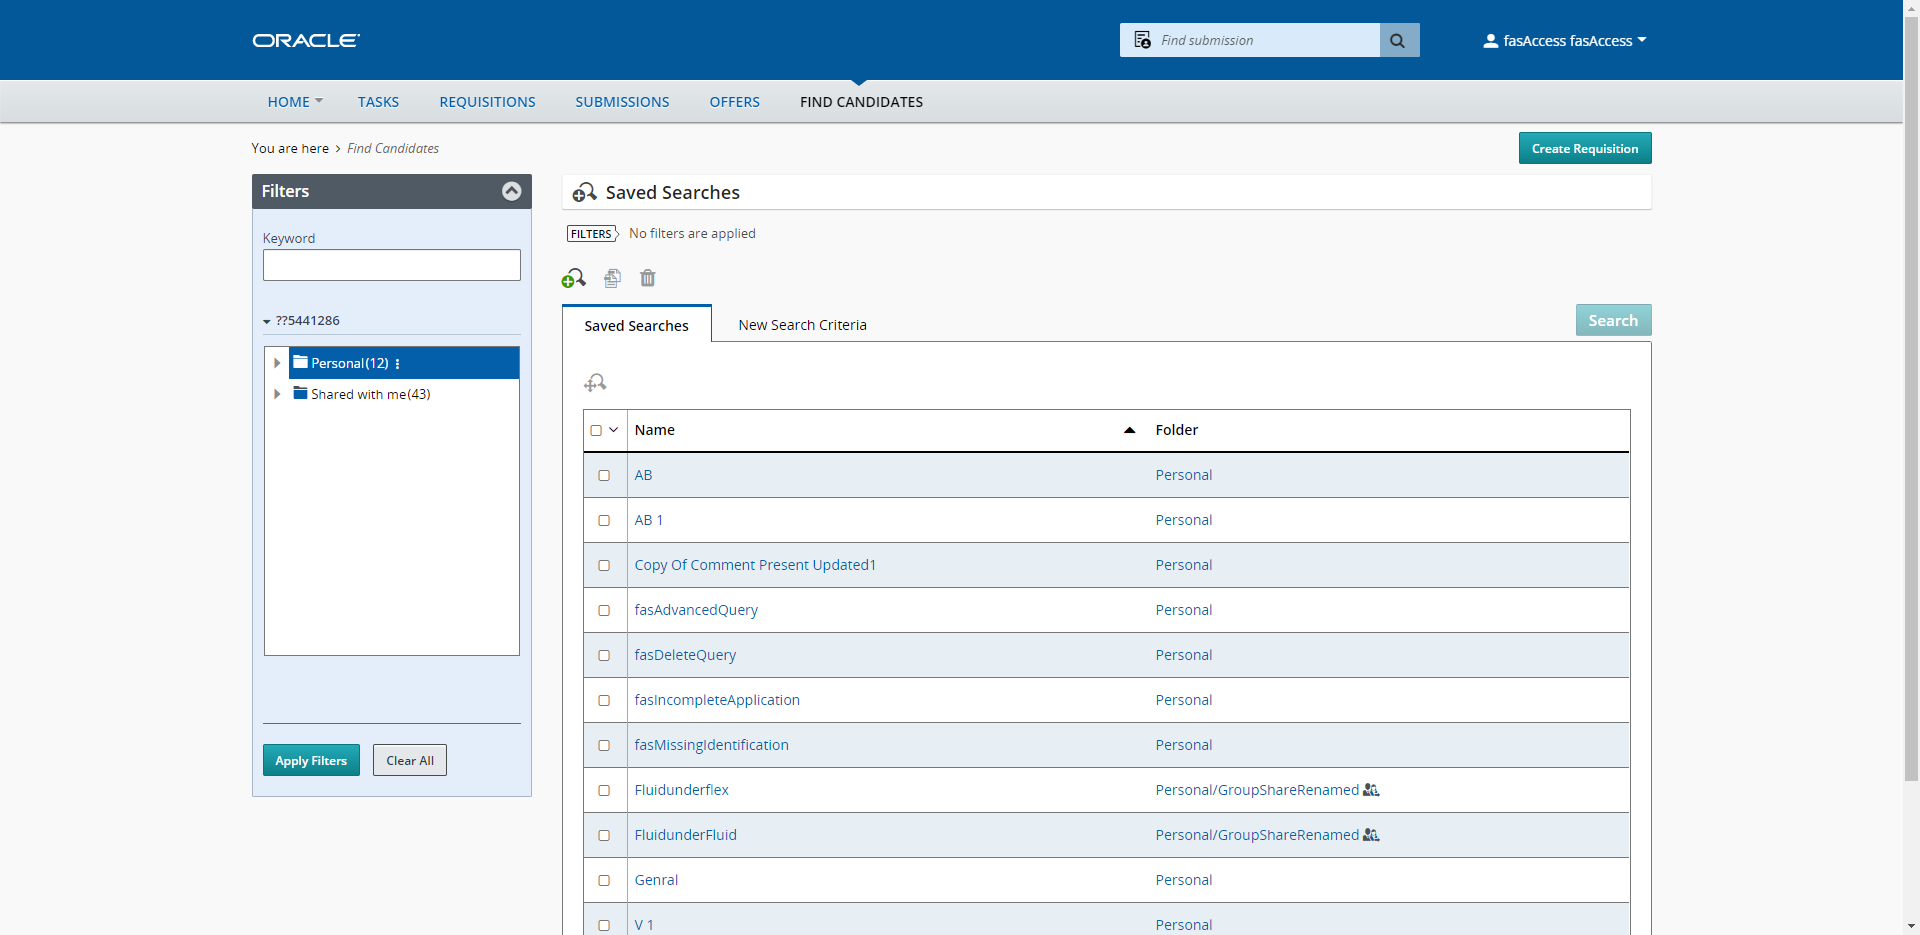 ORACLE
Find submission
fasAccess fasAccess
HOME TASKS REQUISITIONS SUBMISSIONS OFFERS FIND CANDIDATES
You are here > Find Candidates
Create Requisition
Filters
Keyword
??5441286
Personal(12)
Shared with me(43)
Apply Filters
Clear All
Saved Searches
FILTERS No filters are applied
Saved Searches
New Search Criteria
Search
Name Folder
AB Personal
AB 1 Personal
Copy Of Comment Present Updated1 Personal
fasAdvancedQuery Personal
fasDeleteQuery Personal
fasIncompleteApplication Personal
fasMissingIdentification Personal
Fluidunderflex Personal/GroupShareRenamed
FluidunderFluid Personal/GroupShareRenamed
Genral Personal
V 1 Personal